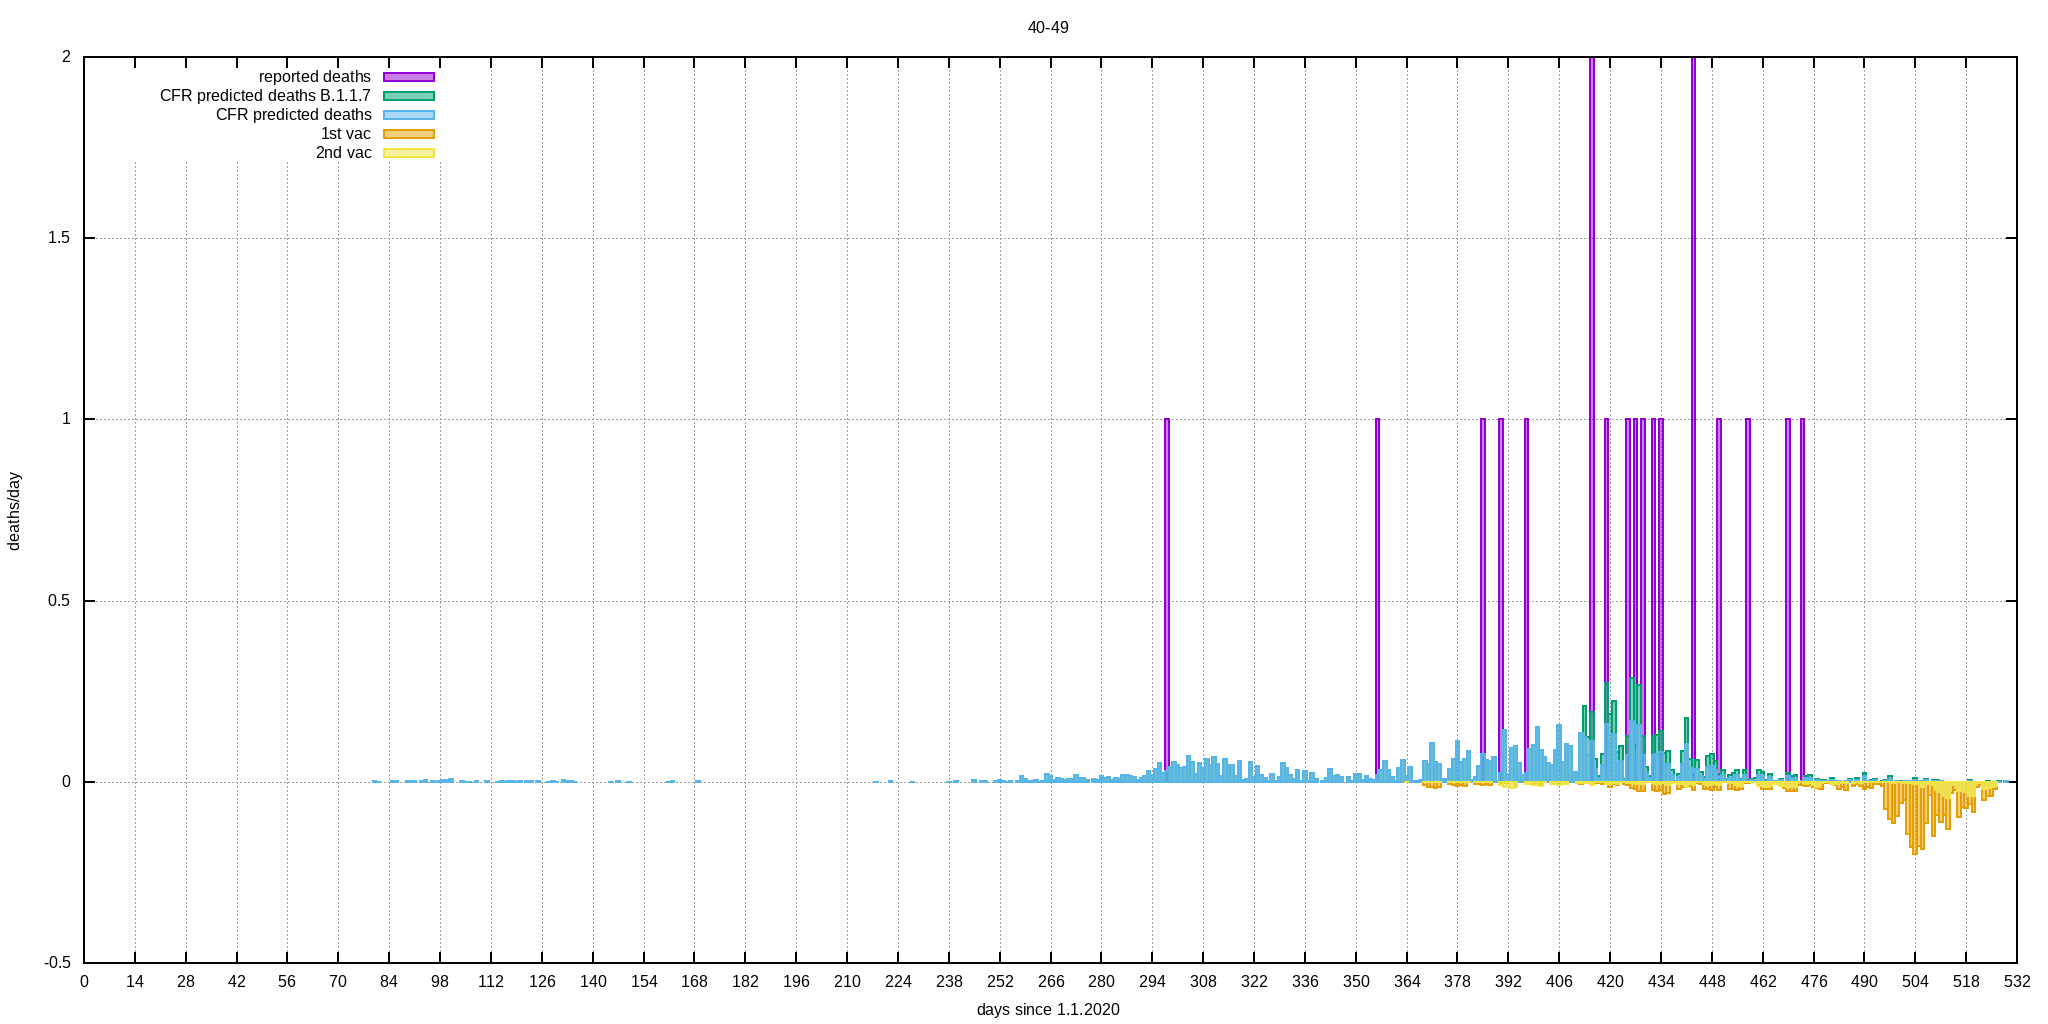 40-49
2
1.5
1
0.5
0
-0.5
deaths/day
reported deaths
CFR predicted deaths B.1.1.7
CFR predicted deaths
1st vac
2nd vac
0 14 28 42 56 70 84 98 112 126 140 154 168 182 196 210 224 238 252 266 280 294 308 322 336 350 364 378 392 406 420 434 448 462 476 490 504 518 532
days since 1.1.2020